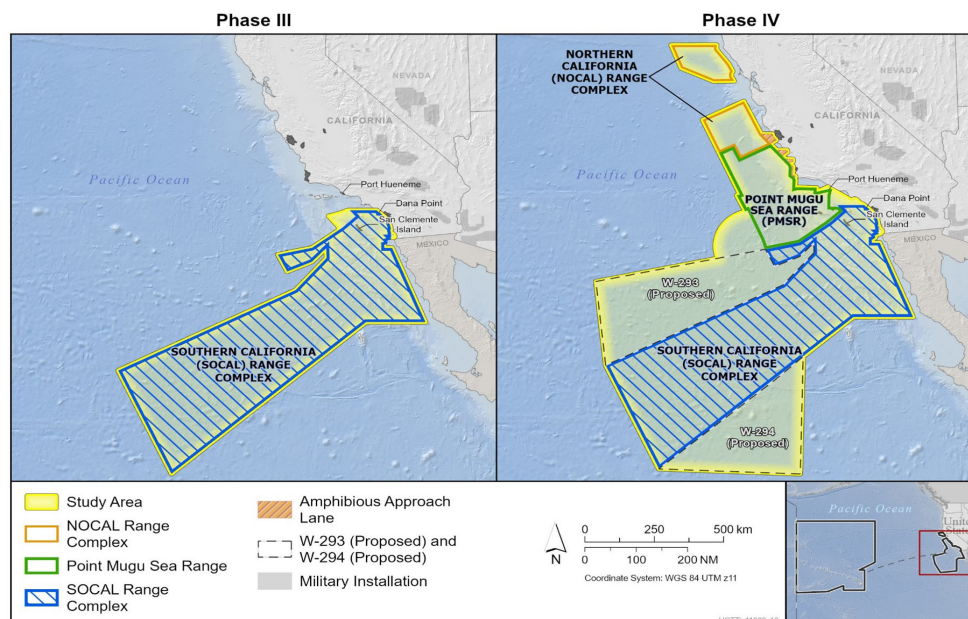 Phase III
Phase IV
NEVADA
CALIFORNIA
Pacific Ocean
Port Hueneme
Dana Point
San Clemente
Island
MÉXICO
SOUTHERN CALIFORNIA
(SOCAL) RANGE
COMPLEX
NORTHERN
CALIFORNIA
(NOCAL) RANGE
COMPLEX
NEVADA
CALIFORNIA
Pacific Ocean
Port Hueneme
Dana Point
POINT MUGU
SEA RANGE
(PMSR)
San Clemente
Island
MÉXICO
W-293
(Proposed)
SOUTHERN CALIFORNIA
(SOCAL) RANGE
COMPLEX
W-294
(Proposed)
Study Area
NOCAL Range
Complex
Point Mugu Sea Range
SOCAL Range
Complex
Amphibious Approach
Lane
W-293 (Proposed) and
W-294 (Proposed)
Military Installation
N
0 250 500 km
0 100 200 NM
Coordinate System: WGS 84 UTM z11
Pacific Ocean
United